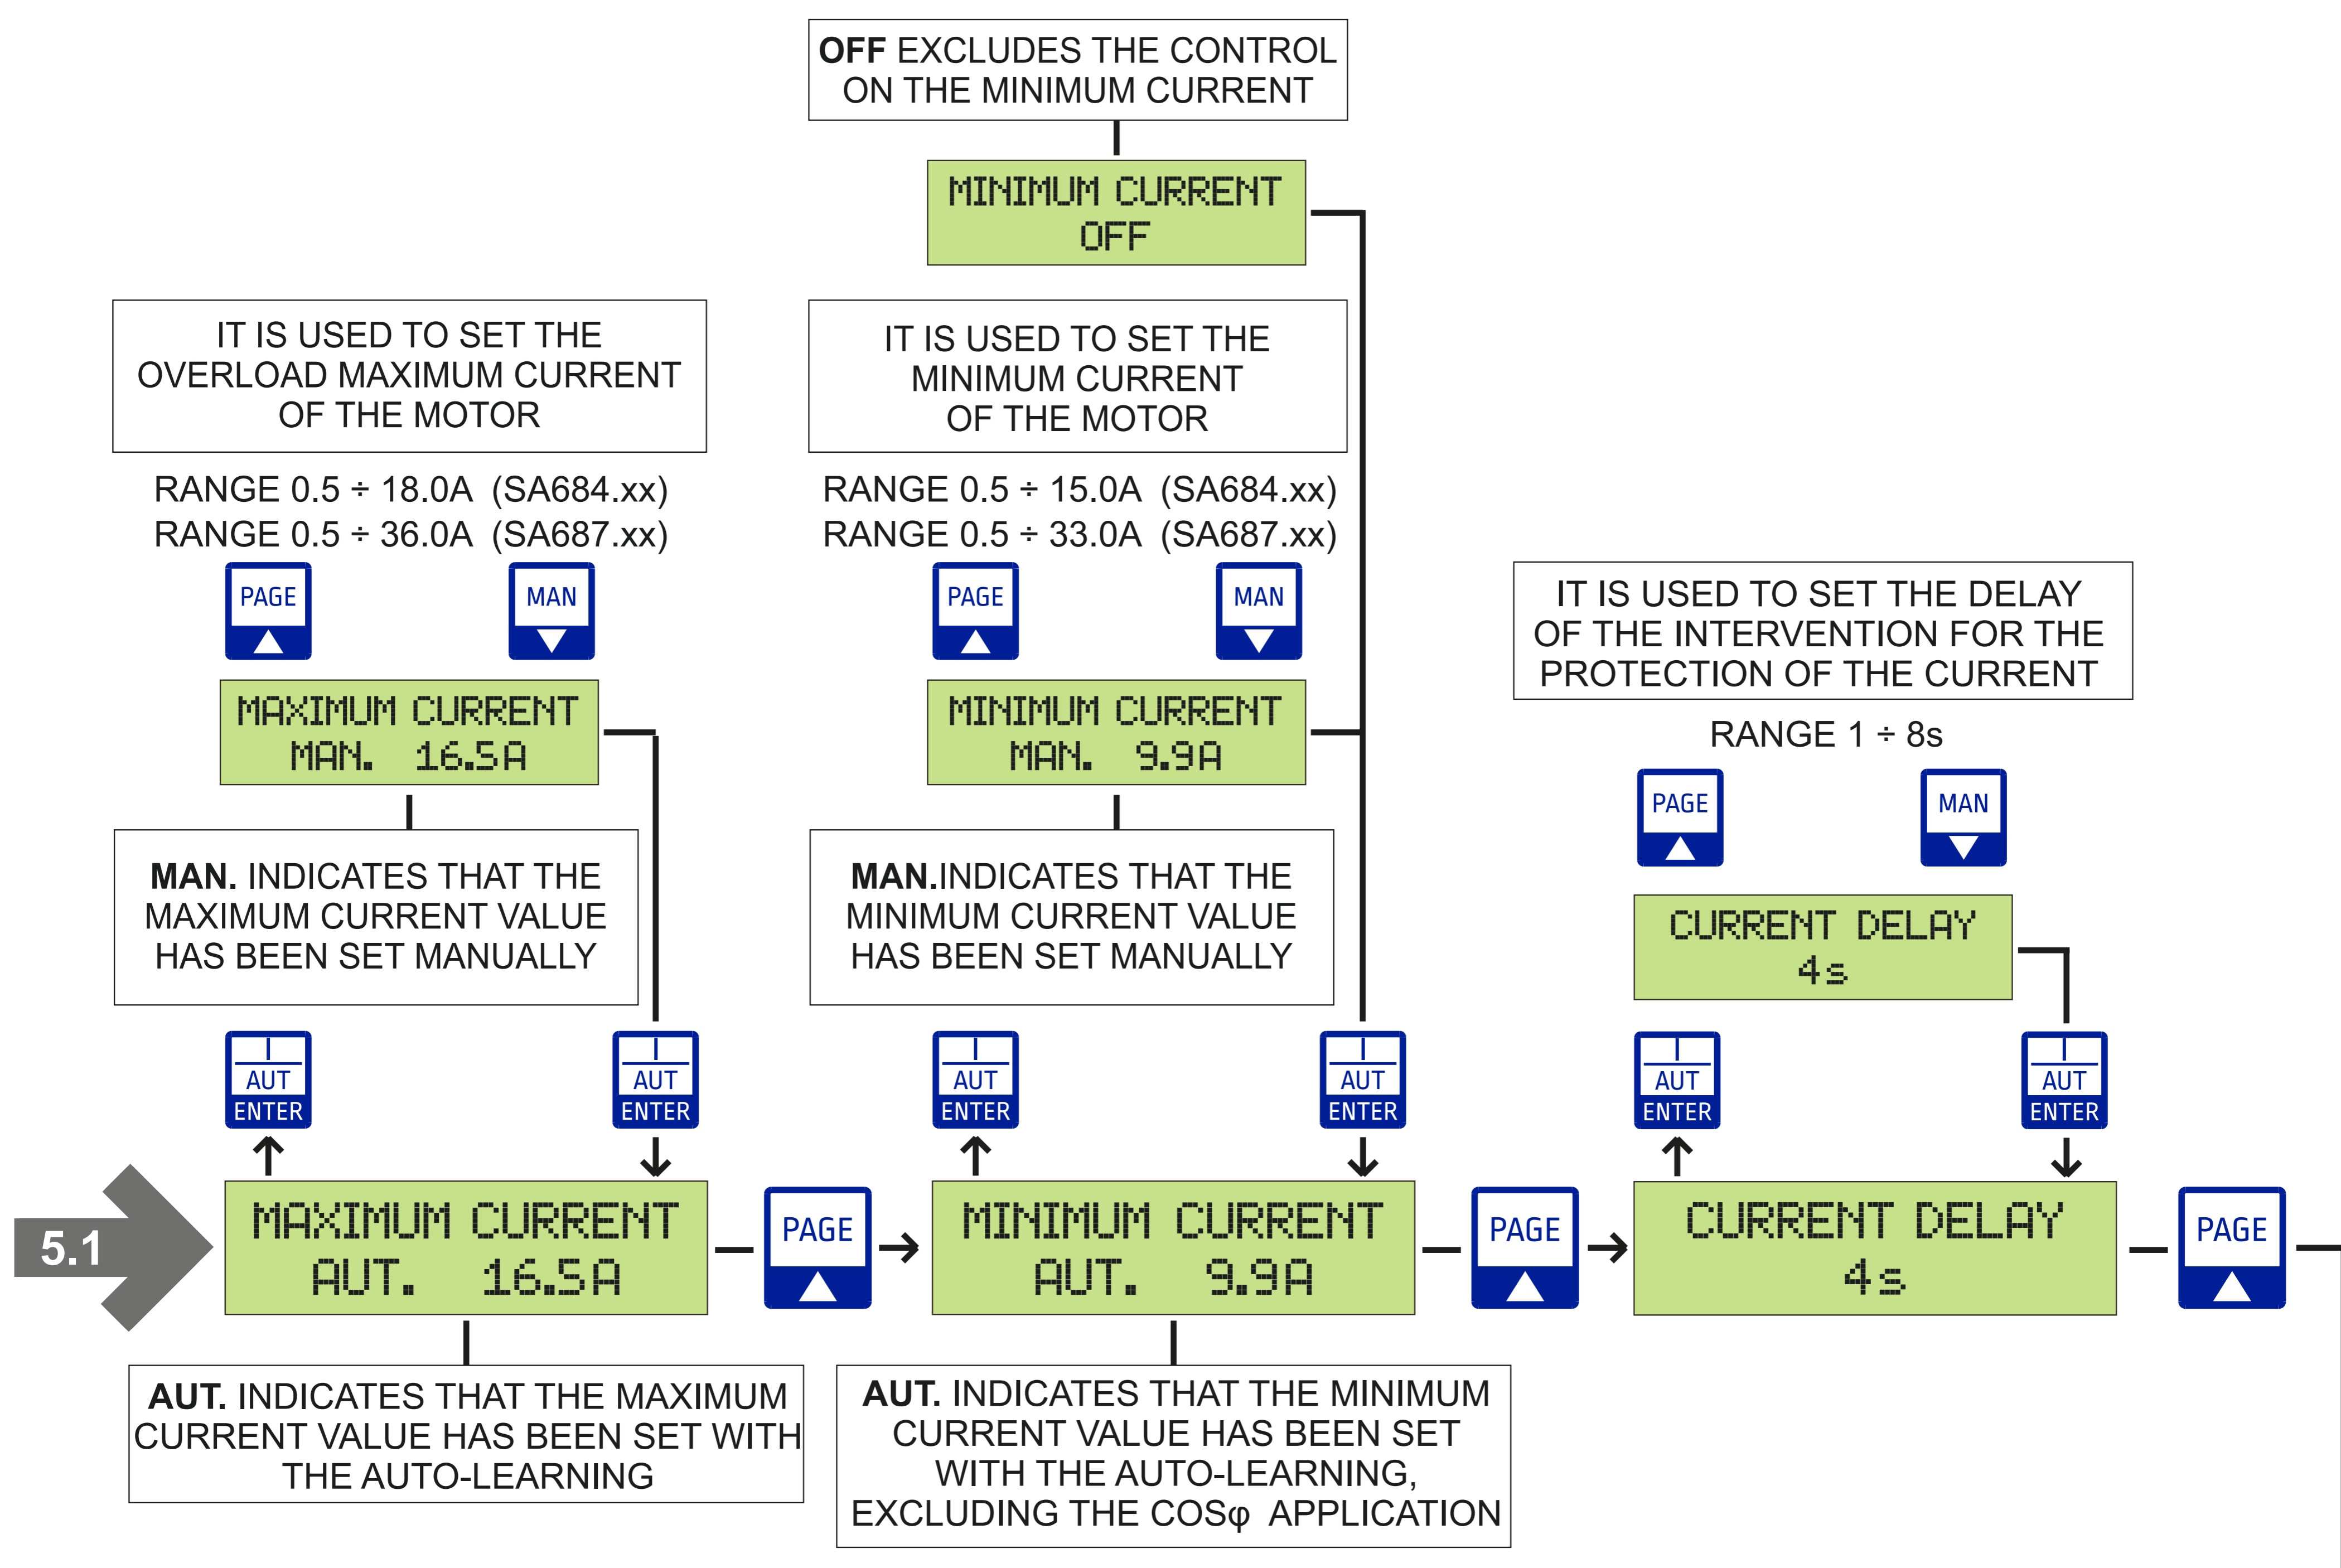 OFF EXCLUDES THE CONTROL
ON THE MINIMUM CURRENT
MINIMUM CURRENT
OFF
IT IS USED TO SET THE
OVERLOAD MAXIMUM CURRENT
OF THE MOTOR
RANGE 0.5 ÷ 18.0A (SA684.xx)
RANGE 0.5 ÷ 36.0A (SA687.xx)
PAGE
MAN
MAXIMUM CURRENT
MAN. 16.5A
MAN. INDICATES THAT THE
MAXIMUM CURRENT VALUE
HAS BEEN SET MANUALLY
I
AUT
ENTER
I
AUT
ENTER
IT IS USED TO SET THE
MINIMUM CURRENT
OF THE MOTOR
RANGE 0.5 ÷ 15.0A (SA684.xx)
RANGE 0.5 ÷ 33.0A (SA687.xx)
PAGE
MAN
MINIMUM CURRENT
MAN. 9.9A
MAN.INDICATES THAT THE
MINIMUM CURRENT VALUE
HAS BEEN SET MANUALLY
I
AUT
ENTER
I
AUT
ENTER
IT IS USED TO SET THE DELAY
OF THE INTERVENTION FOR THE
PROTECTION OF THE CURRENT
RANGE 1 ÷ 8s
PAGE
MAN
CURRENT DELAY
4s
I
AUT
ENTER
I
AUT
ENTER
5.1
MAXIMUM CURRENT
AUT. 16.5A
PAGE
MINIMUM CURRENT
AUT. 9.9A
PAGE
CURRENT DELAY
4s
PAGE
AUT. INDICATES THAT THE MAXIMUM
CURRENT VALUE HAS BEEN SET WITH
THE AUTO-LEARNING
AUT. INDICATES THAT THE MINIMUM
CURRENT VALUE HAS BEEN SET
WITH THE AUTO-LEARNING,
EXCLUDING THE COSφ APPLICATION